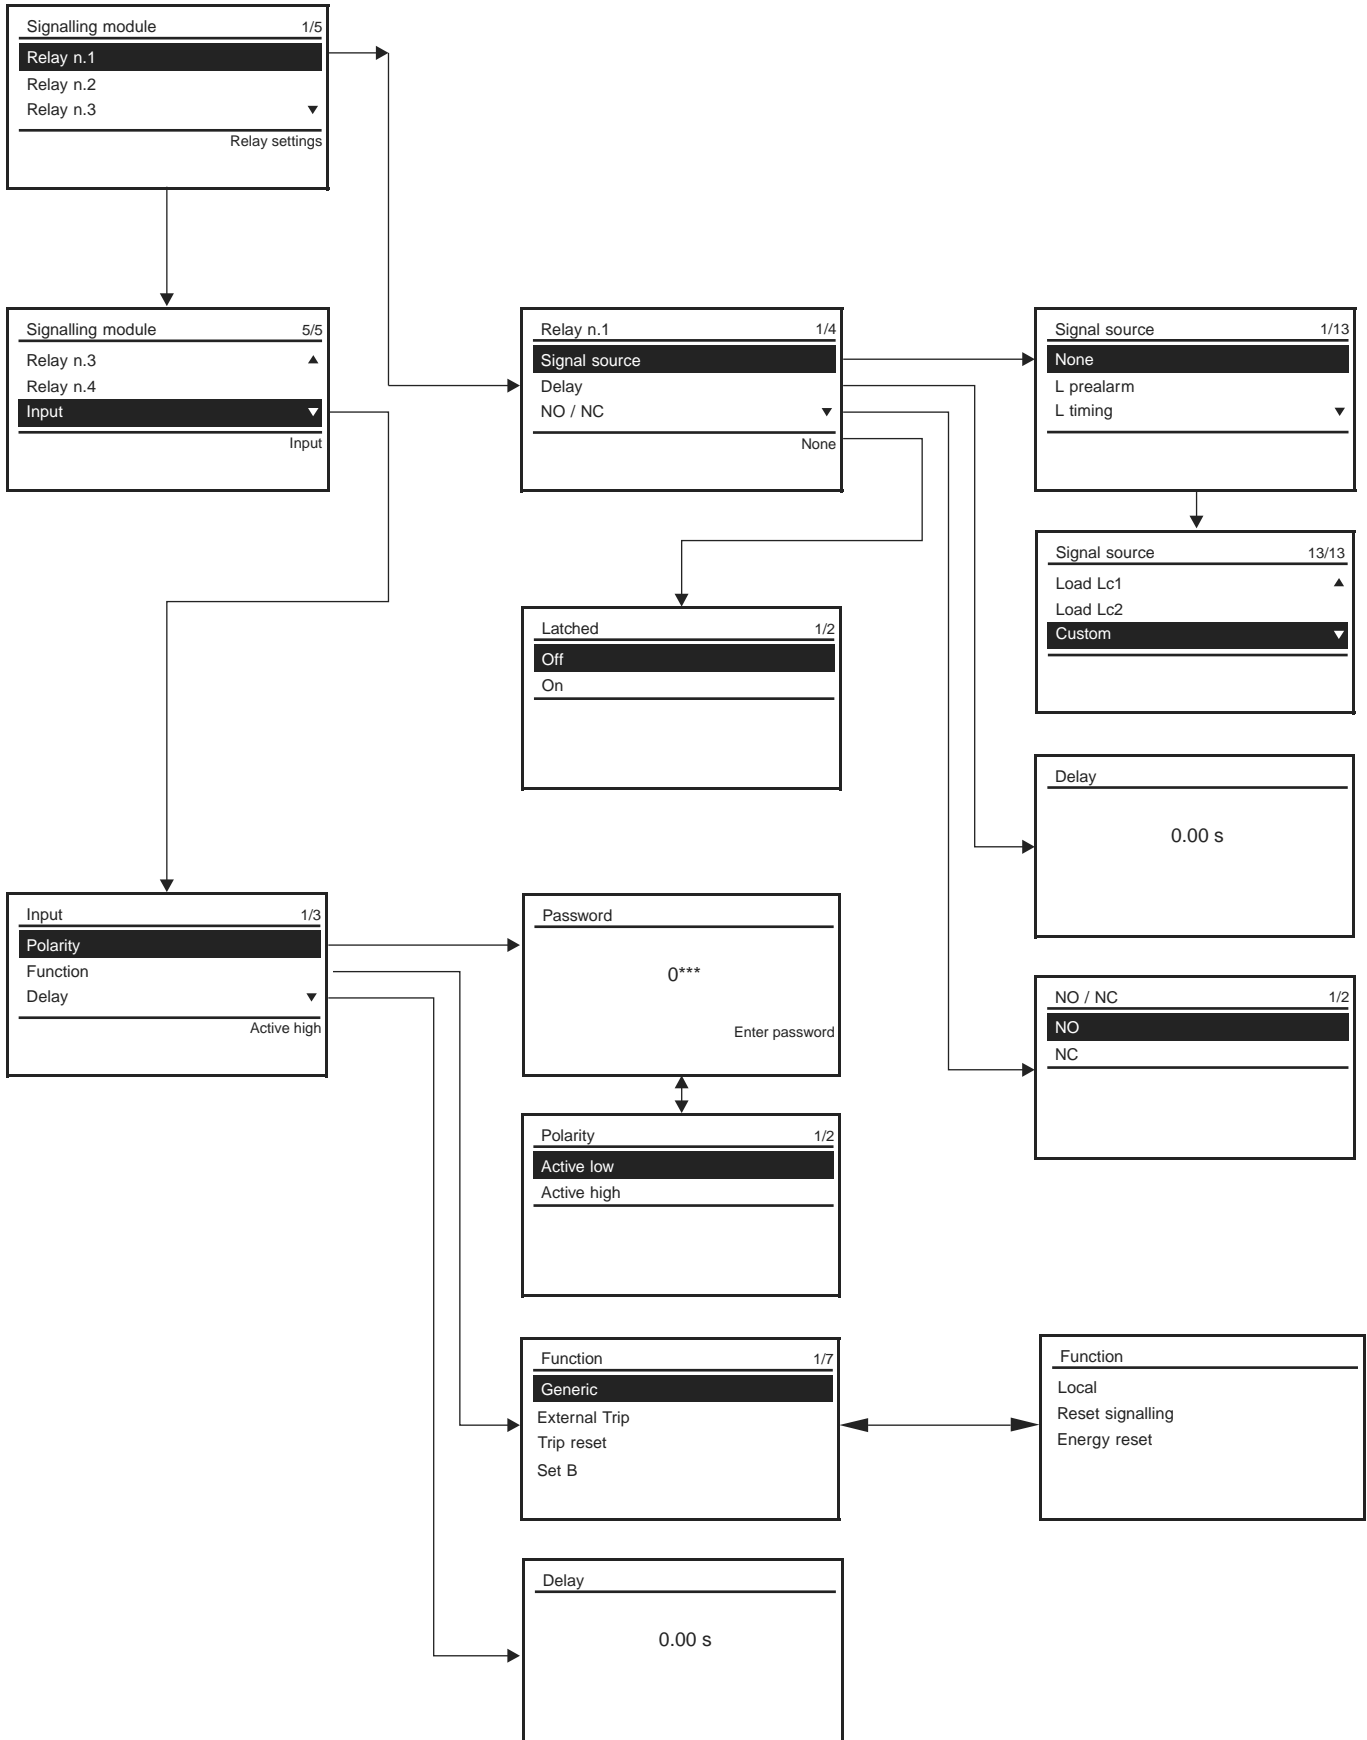 Signalling module 1/5
Relay n.1
Relay n.2
Relay n.3
Relay settings
Signalling module 5/5
Relay n.3
Relay n.4
Input
Input
Relay n.1 1/4
Signal source
Delay
NO / NC
None
Signal source 1/13
None
L prealarm
L timing
Signal source 13/13
Load Lc1
Load Lc2
Custom
Latched 1/2
Off
On
Delay
0.00 s
Input 1/3
Polarity
Function
Delay
Active high
Password
0***
Enter password
NO / NC 1/2
NO
NC
Polarity 1/2
Active low
Active high
Function 1/7
Generic
External Trip
Trip reset
Set B
Function
Local
Reset signalling
Energy reset
Delay
0.00 s